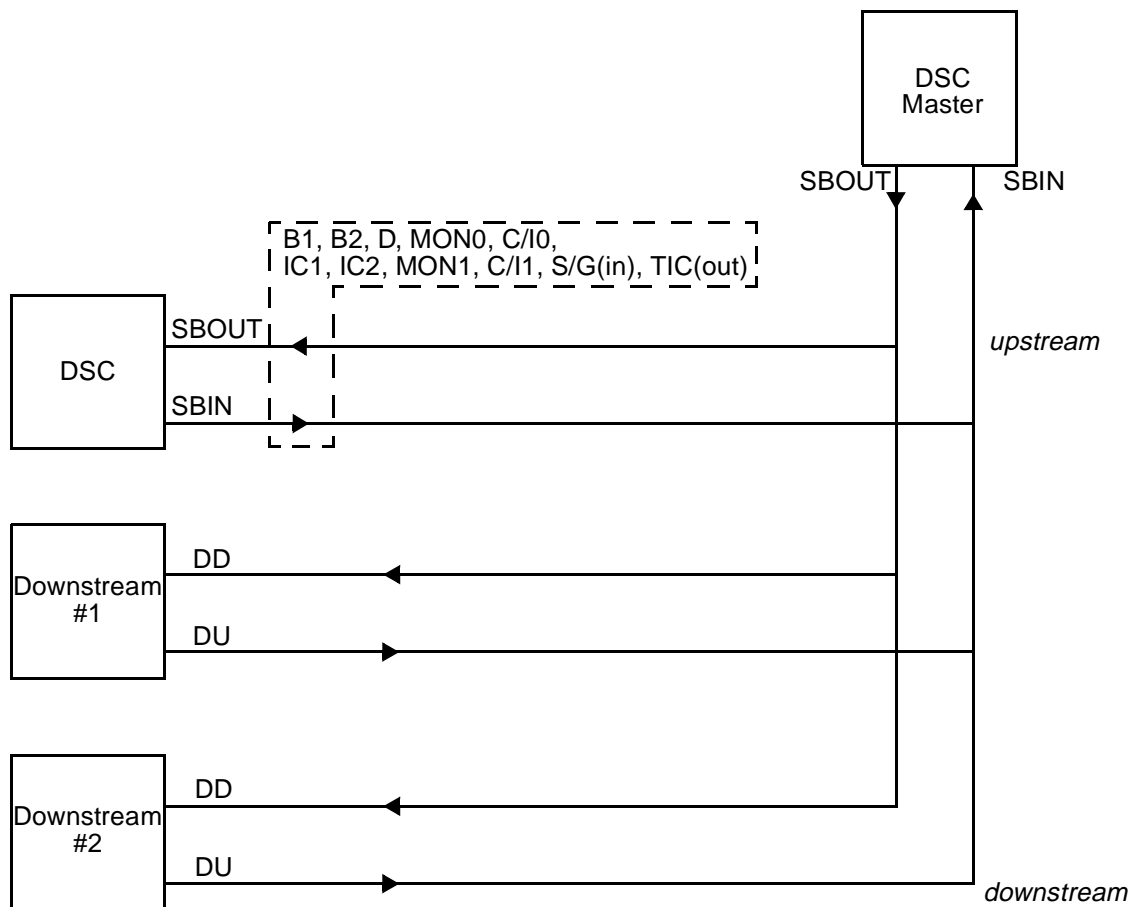 DSC
Master
SBOUT
SBIN
B1, B2, D, MON0, C/I0,
IC1, IC2, MON1, C/I1, S/G(in), TIC(out)
SBOUT
upstream
DSC
SBIN
DD
Downstream
#1
DU
DD
Downstream
#2
DU
downstream